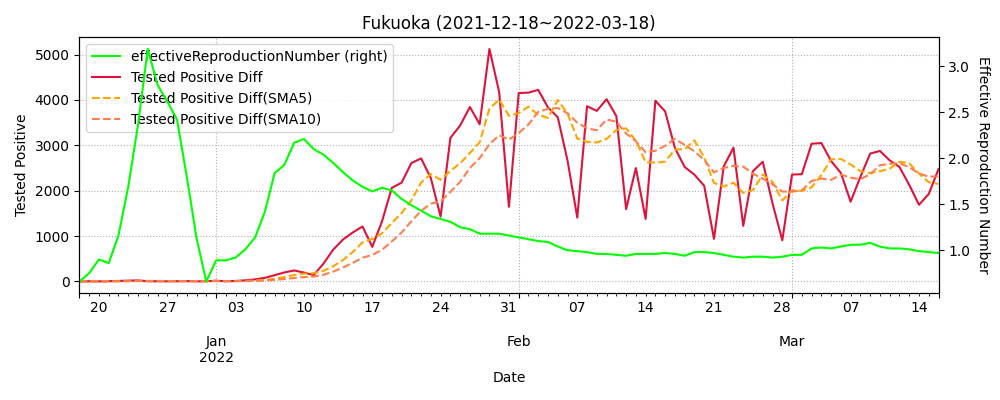 Fukuoka (2021-12-18~2022-03-18)
effectiveReproductionNumber (right)
Tested Positive Diff
Tested Positive Diff(SMA5)
Tested Positive Diff(SMA10)
Tested Positive
5000
4000
3000
2000
1000
0
Effective Reproduction Number
3.0
2.5
2.0
1.5
1.0
20 27 03 10 17 24 31 07 14 21 28 07 14
Jan Feb Mar
2022
Date